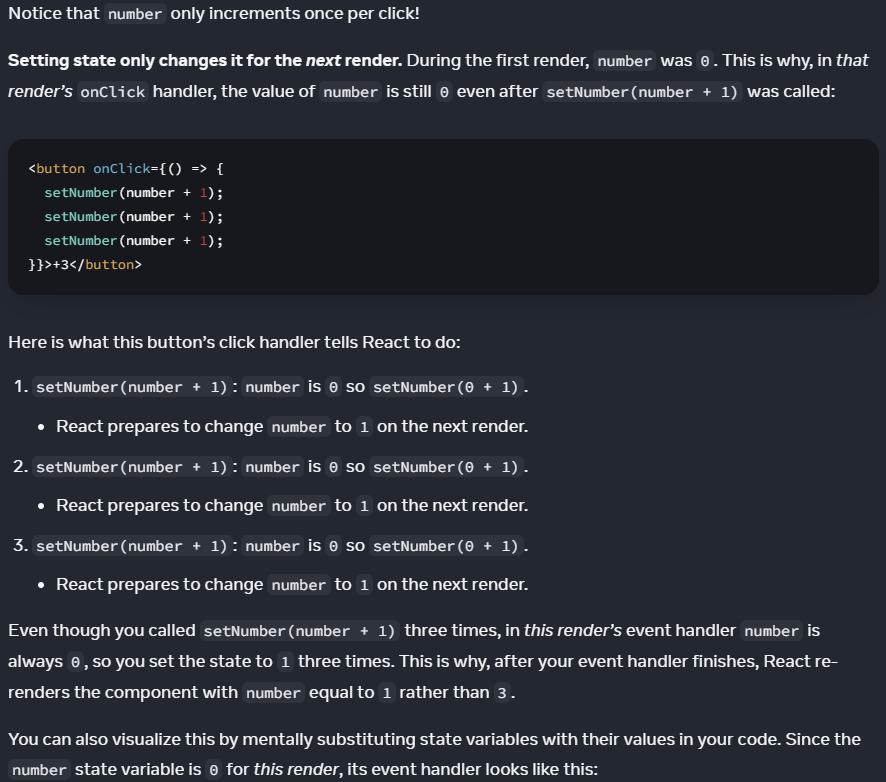 Notice that number only increments once per click!
Setting state only changes it for the next render. During the first render, number was 0. This is why, in that
render’s onClick handler, the value of number is still 0 even after setNumber(number + 1) was called:
<button onClick={() => {
  setNumber(number + 1);
  setNumber(number + 1);
  setNumber(number + 1);
}}>+3</button>
Here is what this button’s click handler tells React to do:
1. setNumber(number + 1): number is 0 so setNumber(0 + 1).
• React prepares to change number to 1 on the next render.
2. setNumber(number + 1): number is 0 so setNumber(0 + 1).
• React prepares to change number to 1 on the next render.
3. setNumber(number + 1): number is 0 so setNumber(0 + 1).
• React prepares to change number to 1 on the next render.
Even though you called setNumber(number + 1) three times, in this render’s event handler number is
always 0, so you set the state to 1 three times. This is why, after your event handler finishes, React re-
renders the component with number equal to 1 rather than 3.
You can also visualize this by mentally substituting state variables with their values in your code. Since the
number state variable is 0 for this render, its event handler looks like this: